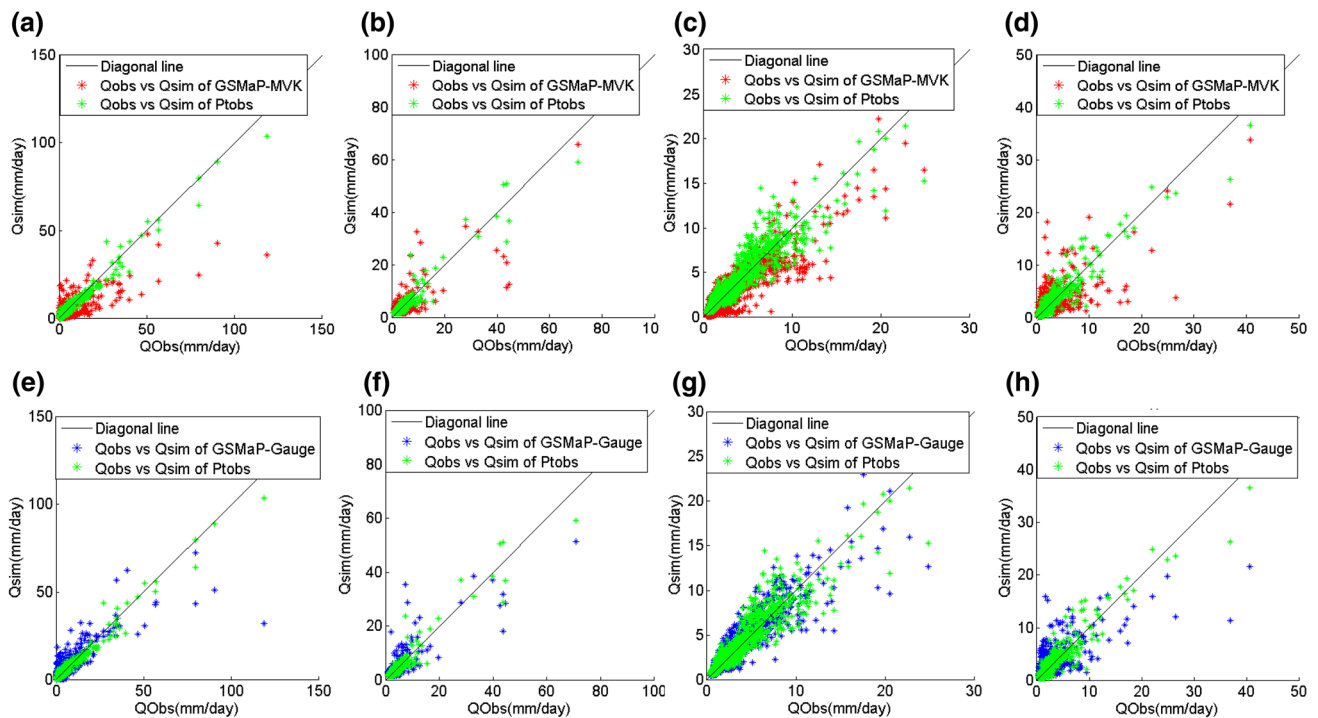 (a)
150
Diagonal line
Qobs vs Qsim of GSMaP-MVK
Qobs vs Qsim of Ptobs
100
50
0
0 50 100 150
Qsim(mm/day)
QObs(mm/day)
(b)
100
Diagonal line
Qobs vs Qsim of GSMaP-MVK
Qobs vs Qsim of Ptobs
80
60
40
20
0
0 20 40 60 80 100
Qsim(mm/day)
QObs(mm/day)
(c)
30
Diagonal line
Qobs vs Qsim of GSMaP-MVK
Qobs vs Qsim of Ptobs
25
20
15
10
5
0
0 10 20 30
Qsim(mm/day)
QObs(mm/day)
(d)
50
Diagonal line
Qobs vs Qsim of GSMaP-MVK
Qobs vs Qsim of Ptobs
40
30
20
10
0
0 10 20 30 40 50
Qsim(mm/day)
QObs(mm/day)
(e)
150
Diagonal line
Qobs vs Qsim of GSMaP-Gauge
Qobs vs Qsim of Ptobs
100
50
0
0 50 100 150
Qsim(mm/day)
QObs(mm/day)
(f)
100
Diagonal line
Qobs vs Qsim of GSMaP-Gauge
Qobs vs Qsim of Ptobs
80
60
40
20
0
0 20 40 60 80 100
Qsim(mm/day)
QObs(mm/day)
(g)
30
Diagonal line
Qobs vs Qsim of GSMaP-Gauge
Qobs vs Qsim of Ptobs
25
20
15
10
5
0
0 10 20 30
Qsim(mm/day)
QObs(mm/day)
(h)
50
Diagonal line
Qobs vs Qsim of GSMaP-Gauge
Qobs vs Qsim of Ptobs
40
30
20
10
0
0 10 20 30 40 50
Qsim(mm/day)
QObs(mm/day)